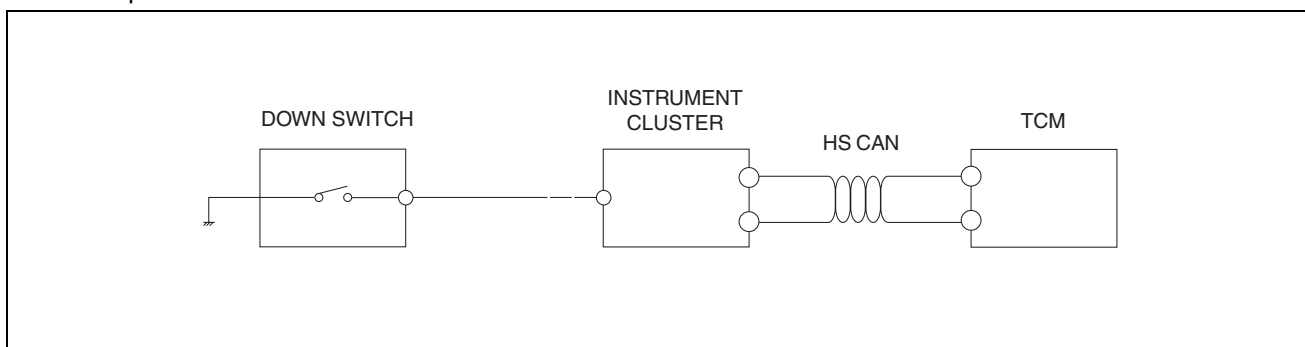 DOWN SWITCH
INSTRUMENT
CLUSTER
HS CAN
TCM